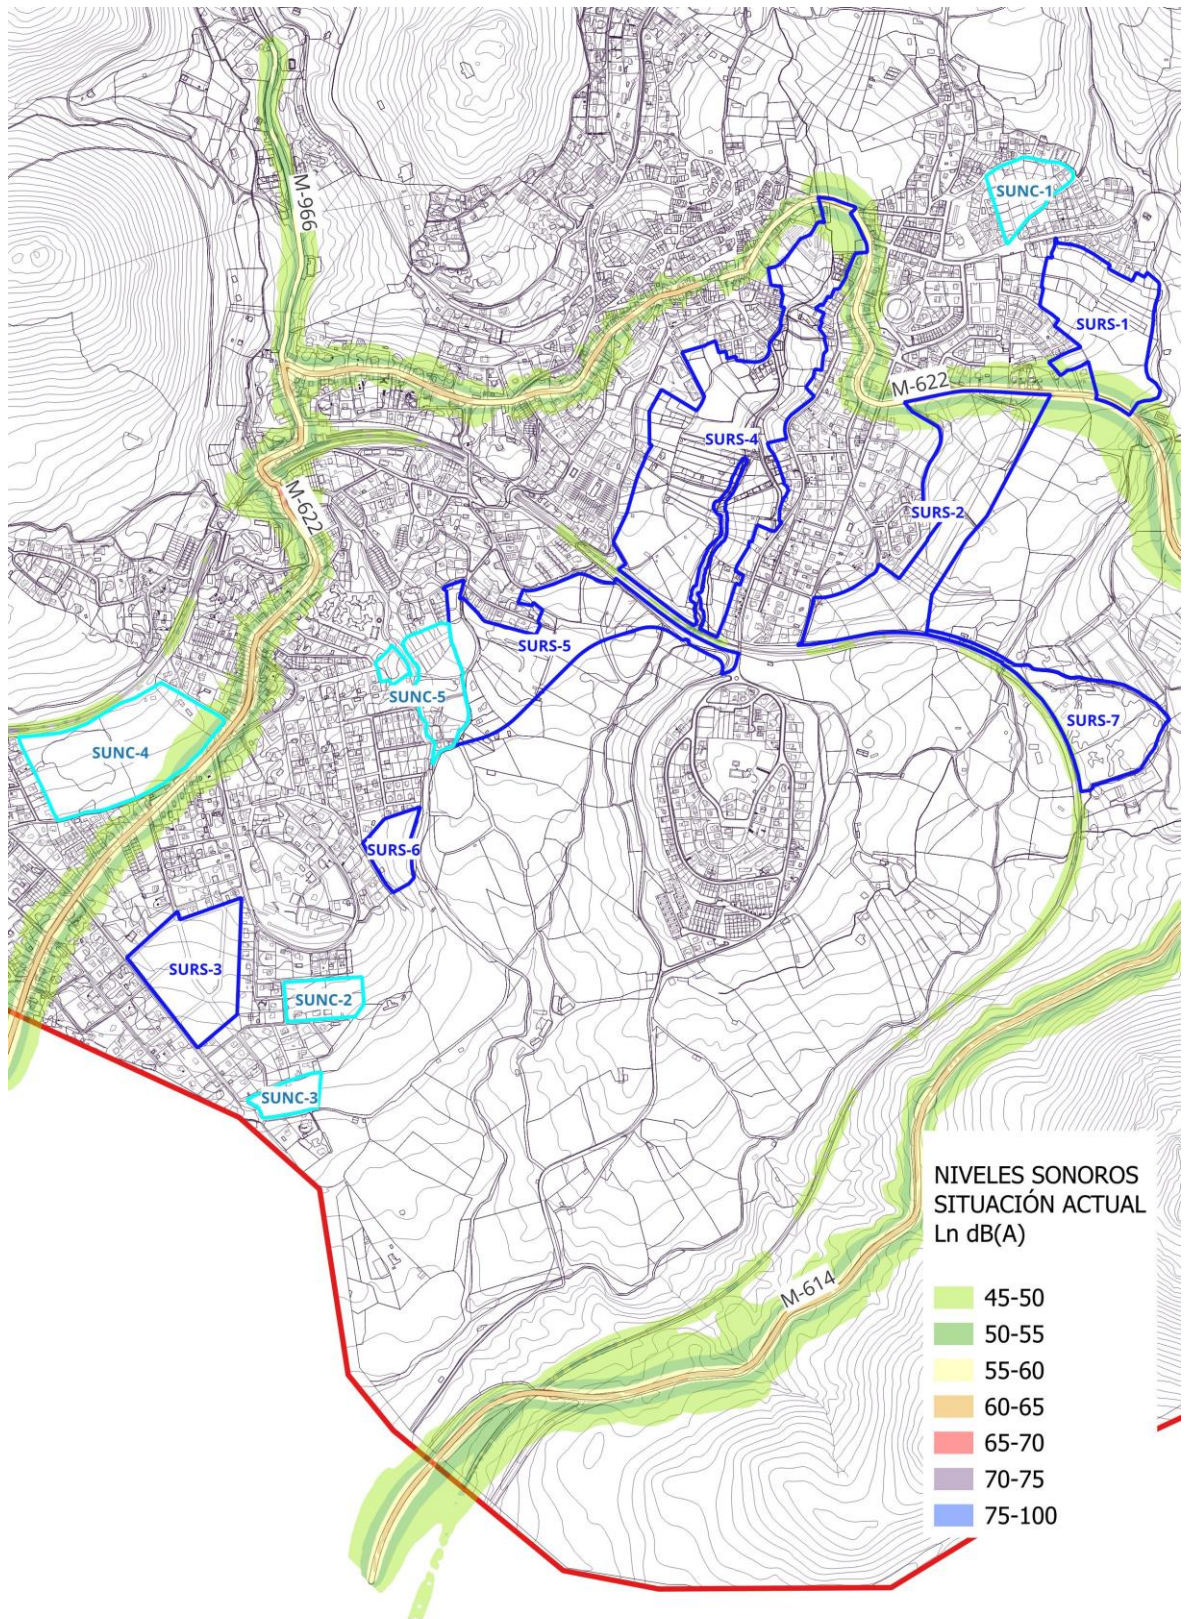 M-966
SUNC-1
SURS-1
M-622
SURS-4
M-622
SURS-2
SURS-5
SUNC-5
SURS-7
SUNC-4
SURS-6
SURS-3
SUNC-2
SUNC-3
M-614
NIVELES SONOROS
SITUACIÓN ACTUAL
Ln dB(A)
45-50
50-55
55-60
60-65
65-70
70-75
75-100